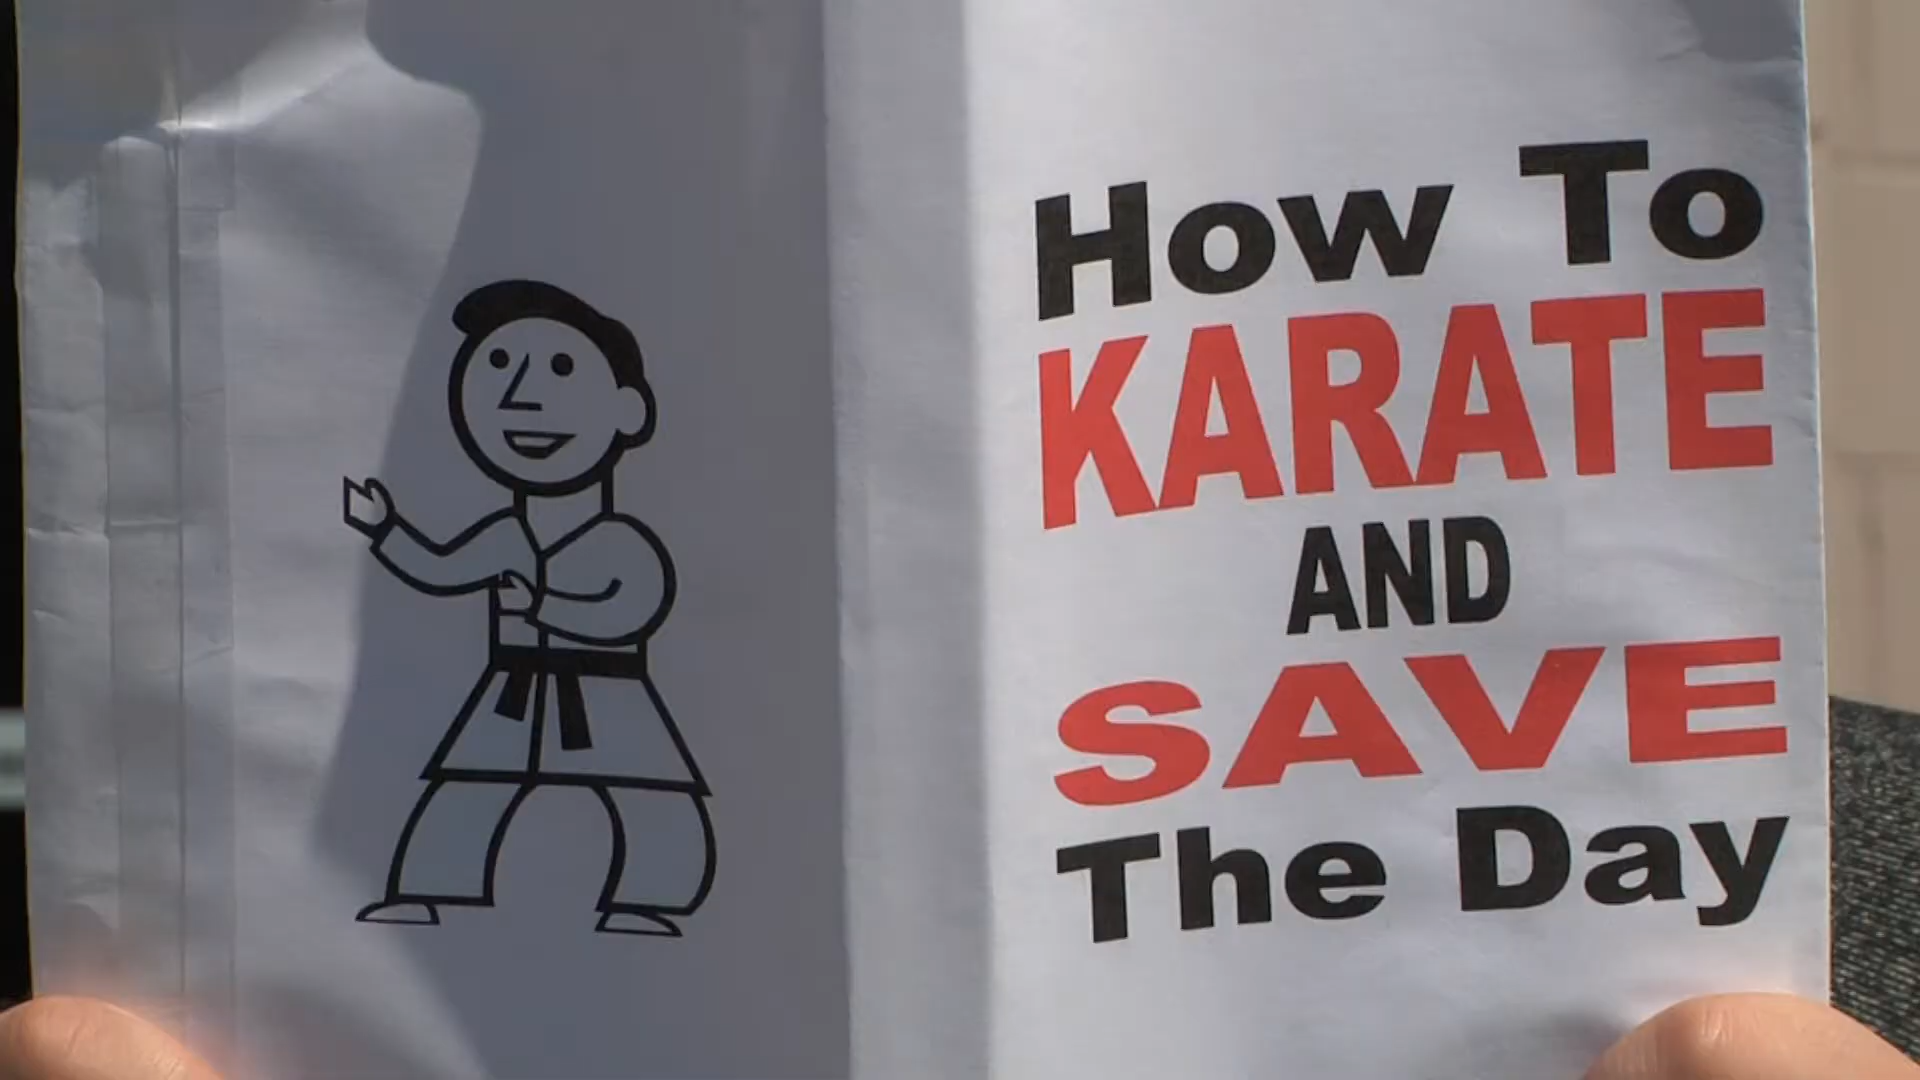 How To
KARATE
AND
SAVE
The Day